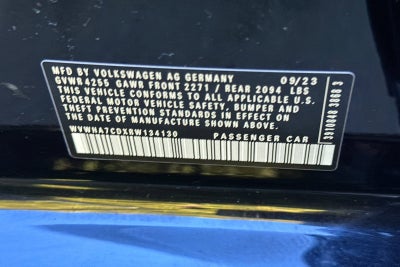 MFD BY VOLKSWAGEN AG GERMANY 09/23
GVWR 4255 GAWR FRONT 2271 / REAR 2094 LBS
THIS VEHICLE CONFORMS TO ALL APPLICABLE U.S.
FEDERAL MOTOR VEHICLE SAFETY, BUMPER AND
THEFT PREVENTION STANDARDS IN EFFECT ON
THE DATE OF MANUFACTURE SHOWN ABOVE
WVWHA7CDXRW134130 PASSENGER CAR